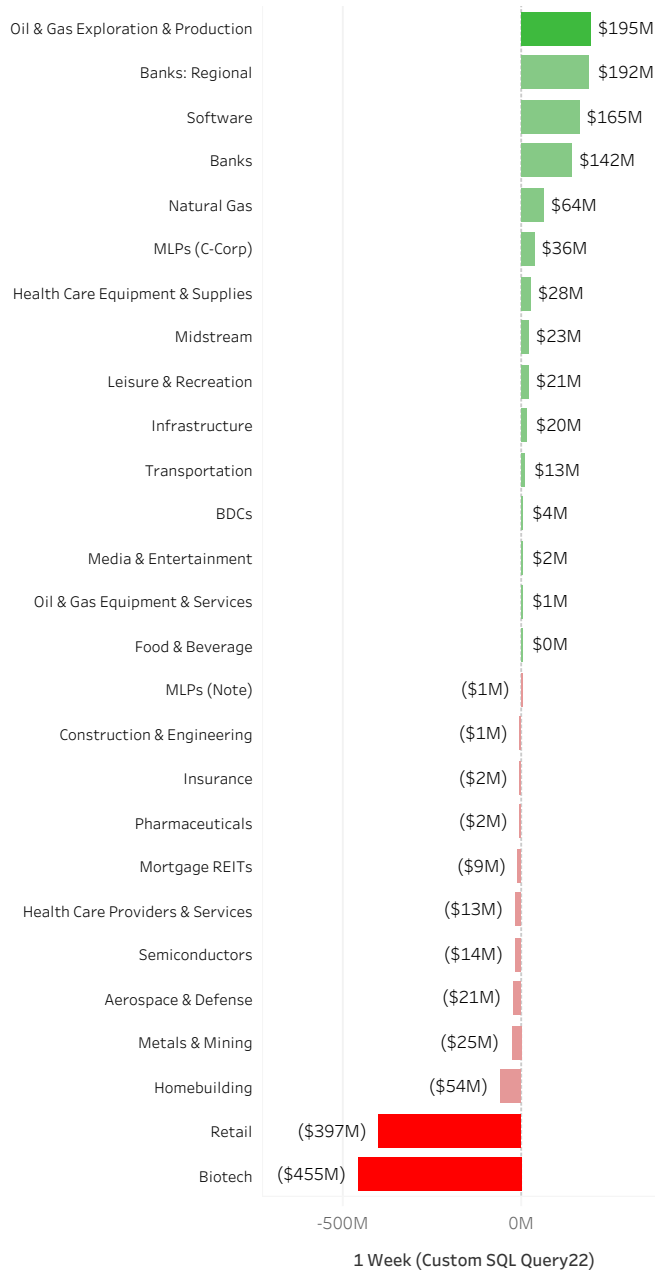 Oil & Gas Exploration & Production $195M
Banks: Regional $192M
Software $165M
Banks $142M
Natural Gas $64M
MLPs (C-Corp) $36M
Health Care Equipment & Supplies $28M
Midstream $23M
Leisure & Recreation $21M
Infrastructure $20M
Transportation $13M
BDCs $4M
Media & Entertainment $2M
Oil & Gas Equipment & Services $1M
Food & Beverage $0M
MLPs (Note) ($1M)
Construction & Engineering ($1M)
Insurance ($2M)
Pharmaceuticals ($2M)
Mortgage REITs ($9M)
Health Care Providers & Services ($13M)
Semiconductors ($14M)
Aerospace & Defense ($21M)
Metals & Mining ($25M)
Homebuilding ($54M)
Retail ($397M)
Biotech ($455M)
-500M 0M
1 Week (Custom SQL Query22)